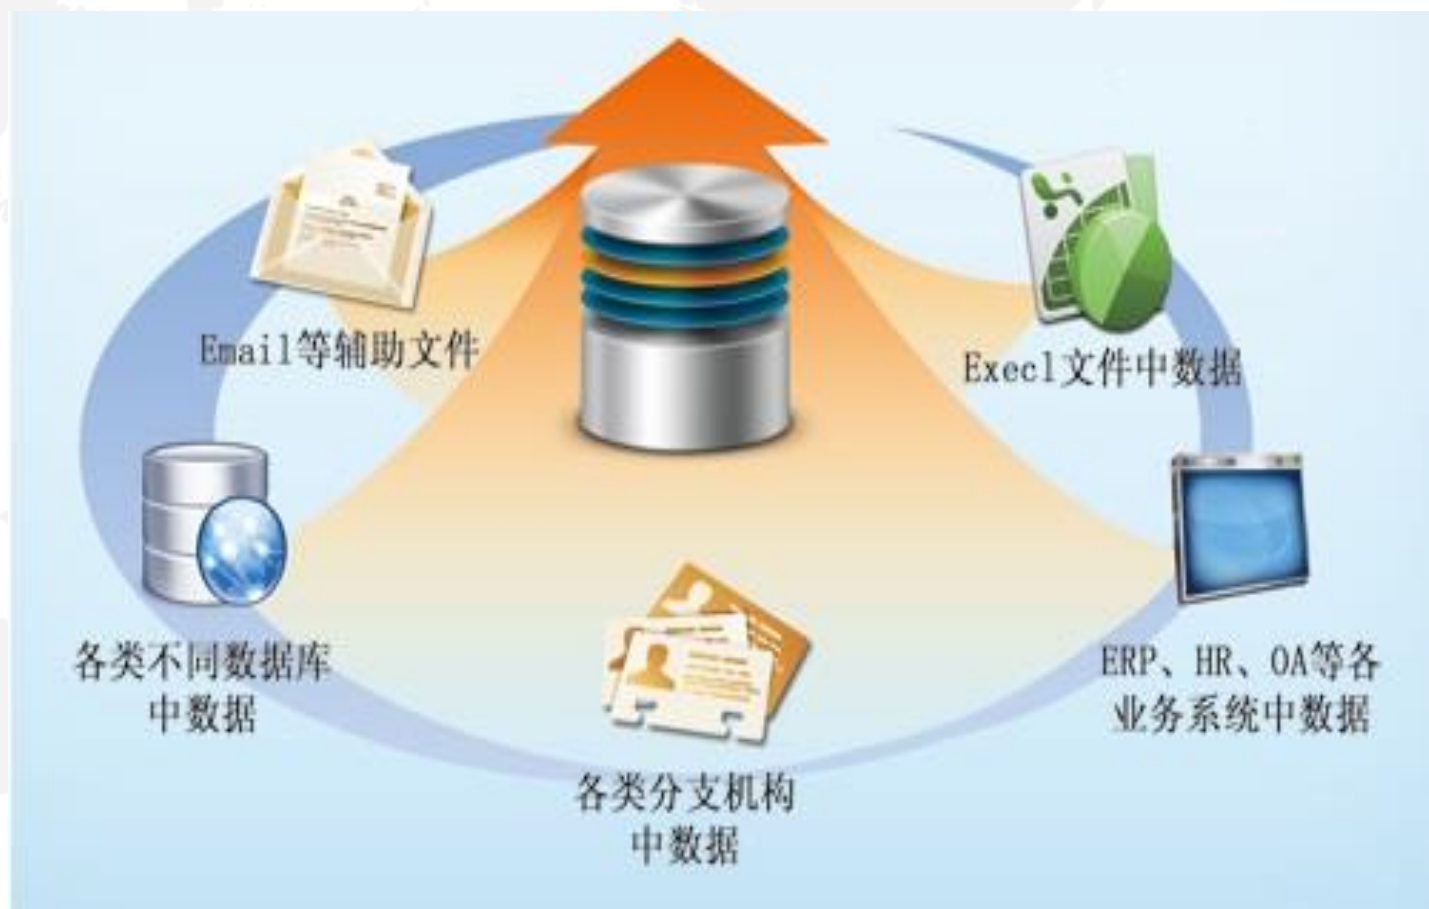 Email等辅助文件
Execl文件中数据
各类不同数据库
中数据
ERP、HR、OA等各
业务系统中数据
各类分支机构
中数据